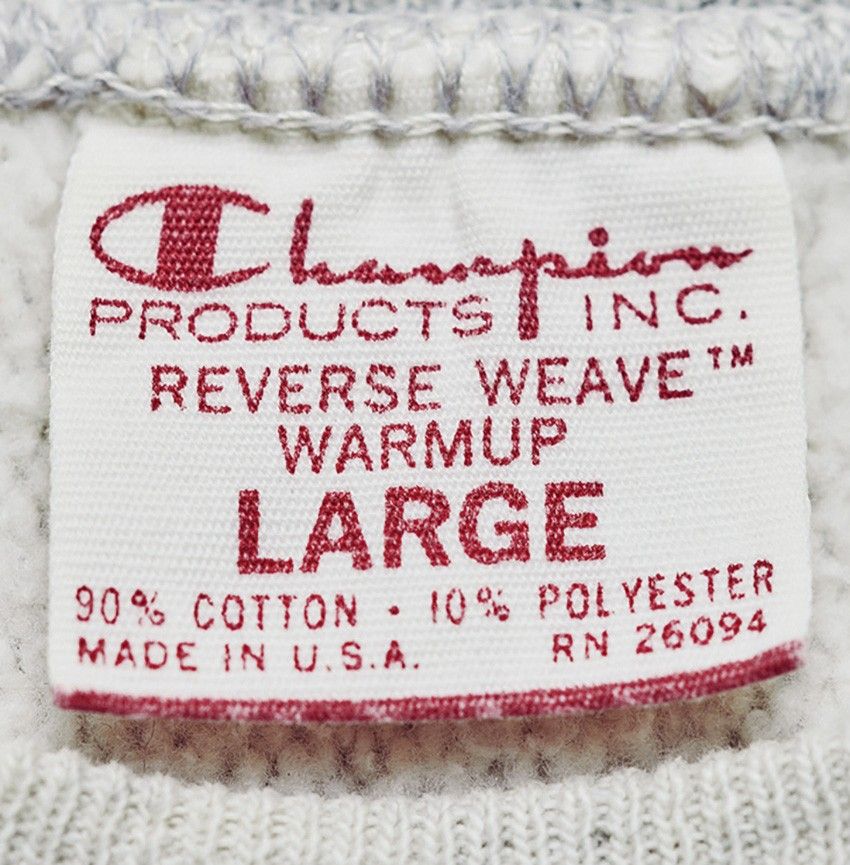 Champion
PRODUCTS INC.
REVERSE WEAVE™
WARMUP
LARGE
90% COTTON · 10% POLYESTER
MADE IN U.S.A. RN 26094